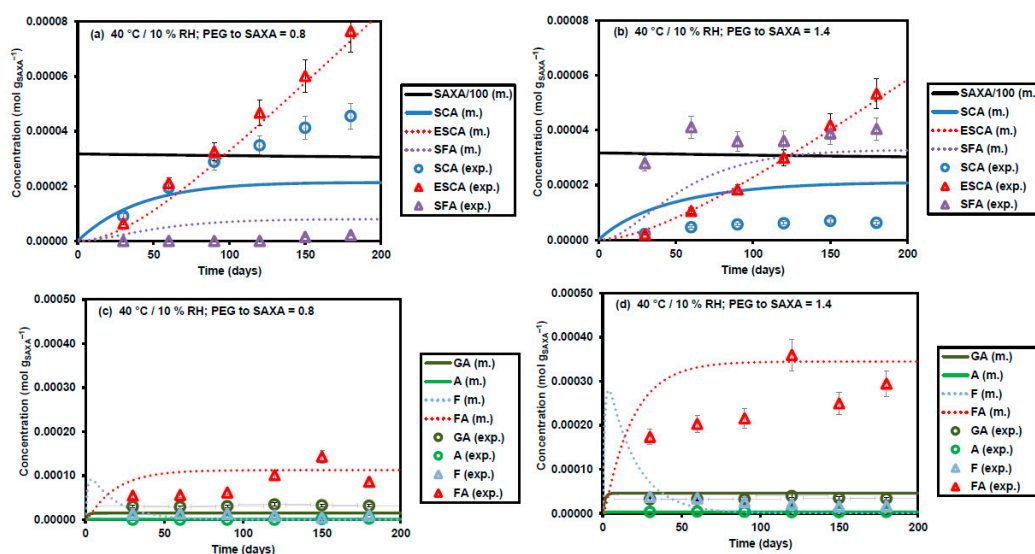 (a) 40 °C / 10 % RH; PEG to SAXA = 0.8
Concentration (mol gSAXA⁻¹)
0.00008
0.00006
0.00004
0.00002
0.00000
0 50 100 150 200
Time (days)
SAXA/100 (m.)
SCA (m.)
ESCA (m.)
SFA (m.)
SCA (exp.)
ESCA (exp.)
SFA (exp.)
(b) 40 °C / 10 % RH; PEG to SAXA = 1.4
Concentration (mol gSAXA⁻¹)
0.00008
0.00006
0.00004
0.00002
0.00000
0 50 100 150 200
Time (days)
SAXA/100 (m.)
SCA (m.)
ESCA (m.)
SFA (m.)
SCA (exp.)
ESCA (exp.)
SFA (exp.)
(c) 40 °C / 10 % RH; PEG to SAXA = 0.8
Concentration (mol gSAXA⁻¹)
0.00050
0.00040
0.00030
0.00020
0.00010
0.00000
0 50 100 150 200
Time (days)
GA (m.)
A (m.)
F (m.)
FA (m.)
GA (exp.)
A (exp.)
F (exp.)
FA (exp.)
(d) 40 °C / 10 % RH; PEG to SAXA = 1.4
Concentration (mol gSAXA⁻¹)
0.00050
0.00040
0.00030
0.00020
0.00010
0.00000
0 50 100 150 200
Time (days)
GA (m.)
A (m.)
F (m.)
FA (m.)
GA (exp.)
A (exp.)
F (exp.)
FA (exp.)